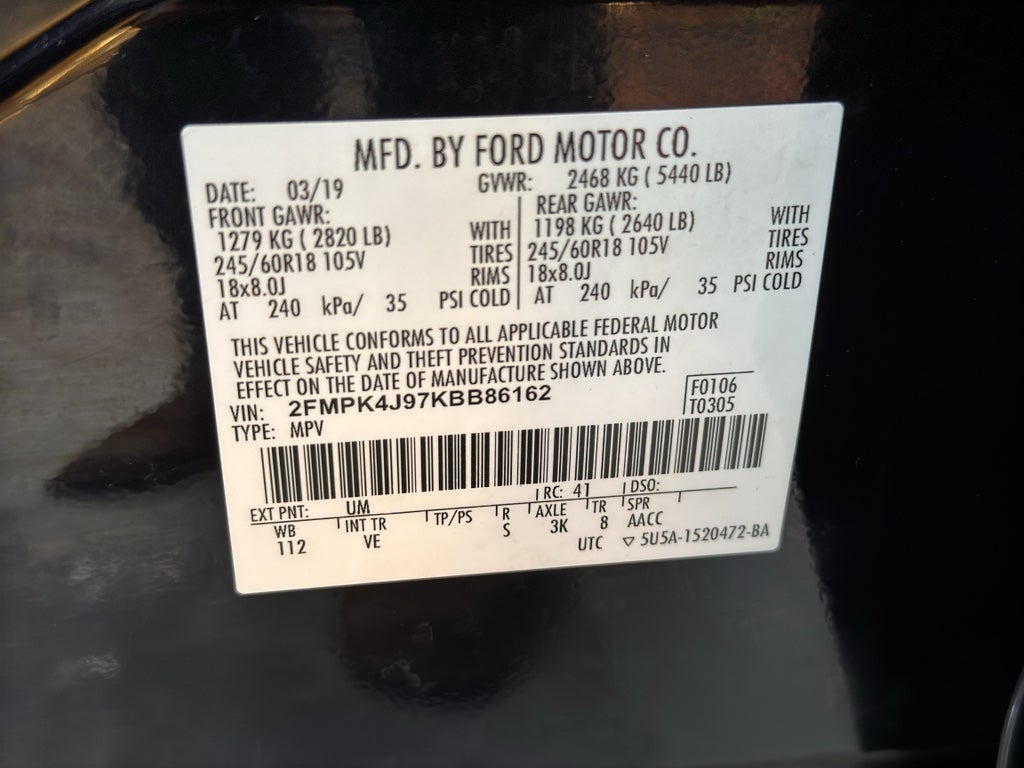 MFD. BY FORD MOTOR CO.
DATE: 03/19 GVWR: 2468 KG ( 5440 LB)
FRONT GAWR: REAR GAWR:
1279 KG ( 2820 LB) WITH 1198 KG ( 2640 LB) WITH
245/60R18 105V TIRES 245/60R18 105V TIRES
18x8.0J RIMS 18x8.0J RIMS
AT 240 kPa/ 35 PSI COLD AT 240 kPa/ 35 PSI COLD
THIS VEHICLE CONFORMS TO ALL APPLICABLE FEDERAL MOTOR
VEHICLE SAFETY AND THEFT PREVENTION STANDARDS IN
EFFECT ON THE DATE OF MANUFACTURE SHOWN ABOVE.
VIN: 2FMPK4J97KBB86162 F0106
TYPE: MPV T0305
EXT PNT: UM RC: 41 DSO:
WB INT TR TP/PS R AXLE TR SPR
112 VE S 3K 8 AACC
UTC ▽ 5U5A-1520472-BA